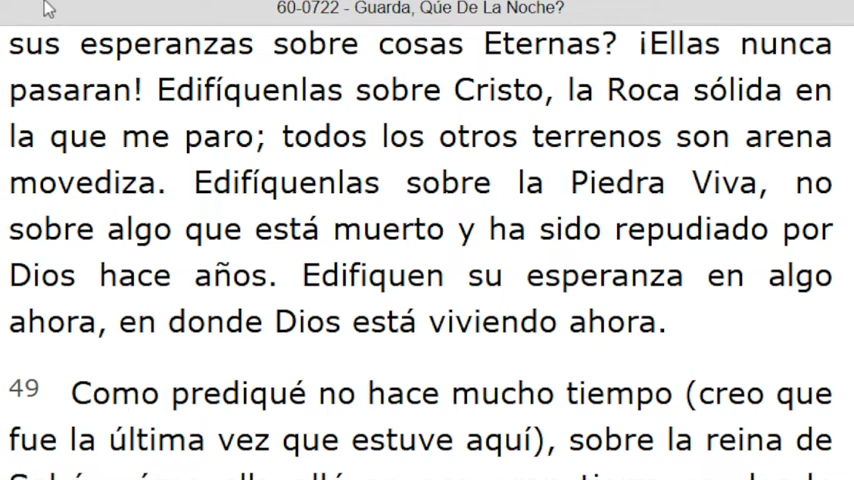 60-0722 - Guarda, Qúe De La Noche?
sus esperanzas sobre cosas Eternas? ¡Ellas nunca
pasaran! Edifíquenlas sobre Cristo, la Roca sólida en
la que me paro; todos los otros terrenos son arena
movediza. Edifíquenlas sobre la Piedra Viva, no
sobre algo que está muerto y ha sido repudiado por
Dios hace años. Edifiquen su esperanza en algo
ahora, en donde Dios está viviendo ahora.
49 Como prediqué no hace mucho tiempo (creo que
fue la última vez que estuve aquí), sobre la reina de